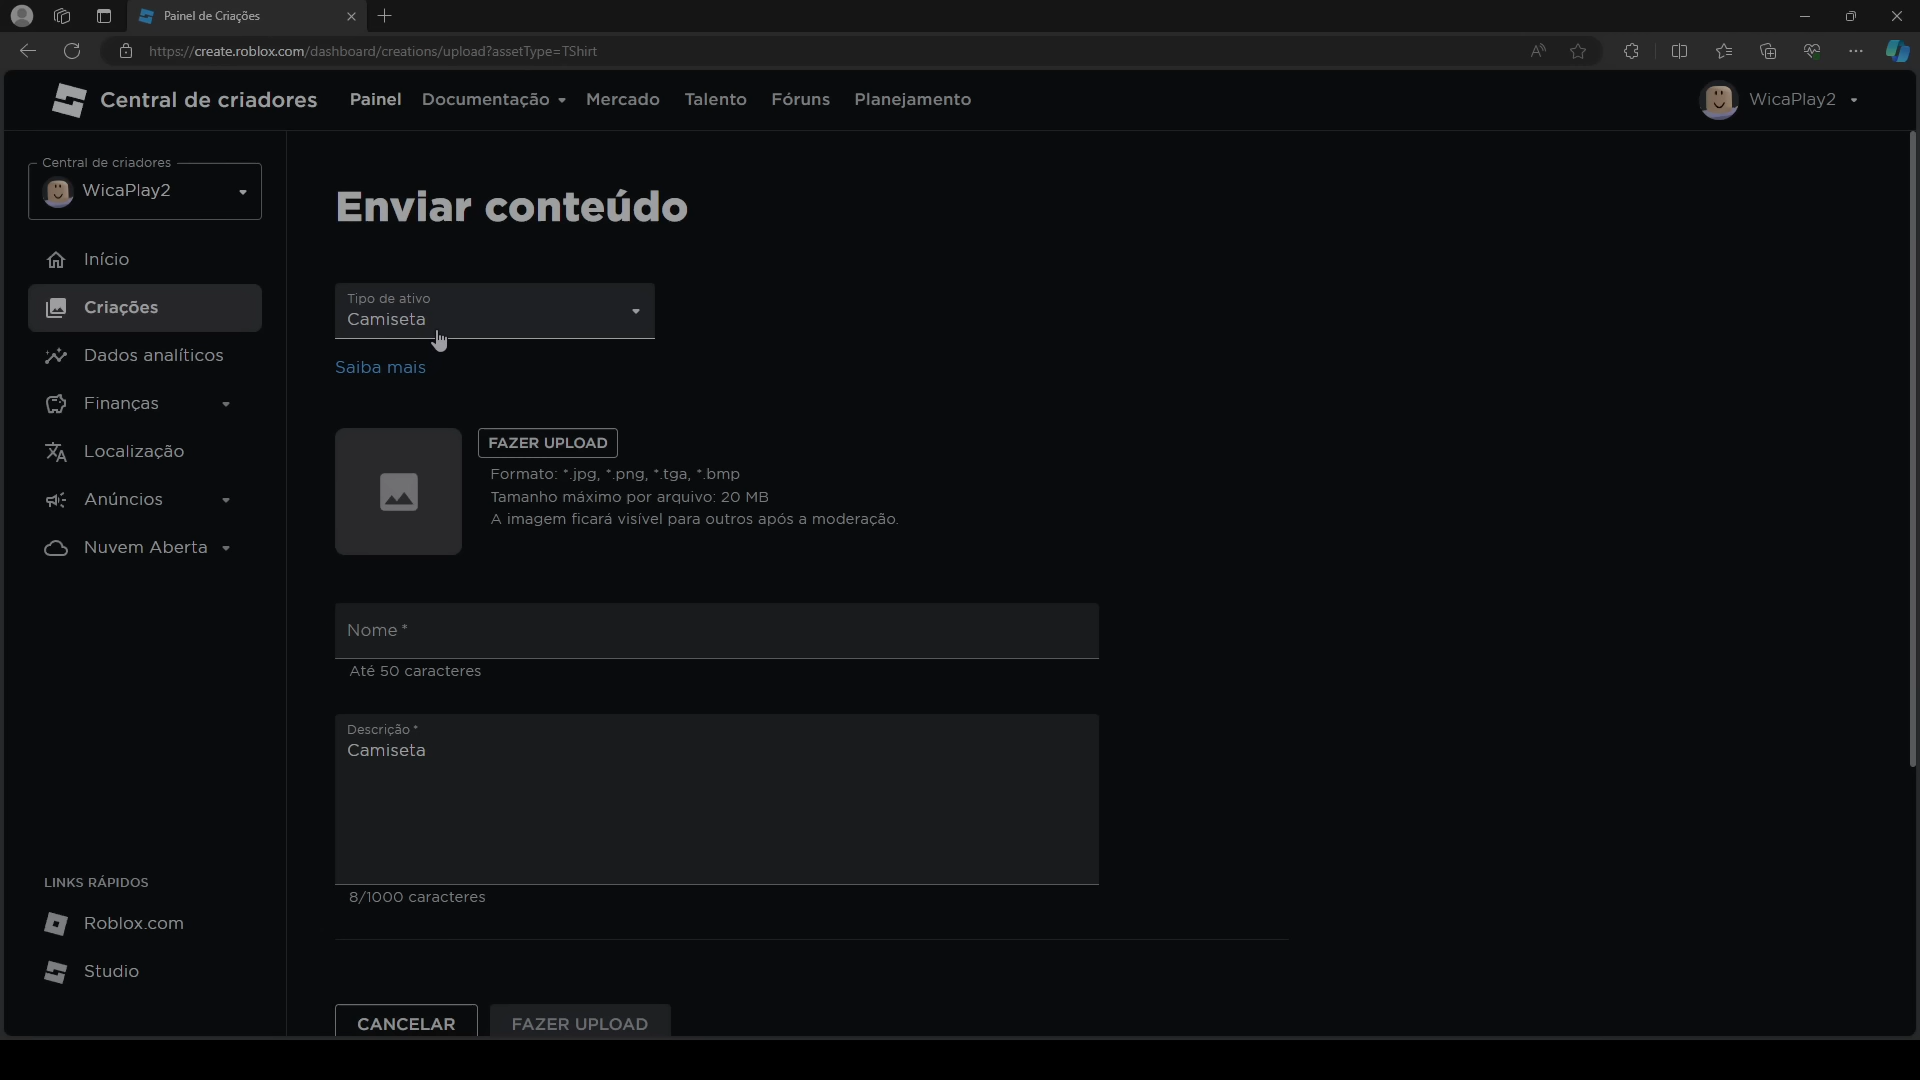 Painel de Criações
https://create.roblox.com/dashboard/creations/upload?assetType=TShirt
Central de criadores
Painel
Documentação
Mercado
Talento
Fóruns
Planejamento
WicaPlay2
Central de criadores
WicaPlay2
Início
Criações
Dados analíticos
Finanças
Localização
Anúncios
Nuvem Aberta
LINKS RÁPIDOS
Roblox.com
Studio
Enviar conteúdo
Tipo de ativo
Camiseta
Saiba mais
FAZER UPLOAD
Formato: *.jpg, *.png, *.tga, *.bmp
Tamanho máximo por arquivo: 20 MB
A imagem ficará visível para outros após a moderação.
Nome *
Até 50 caracteres
Descrição *
Camiseta
8/1000 caracteres
CANCELAR
FAZER UPLOAD